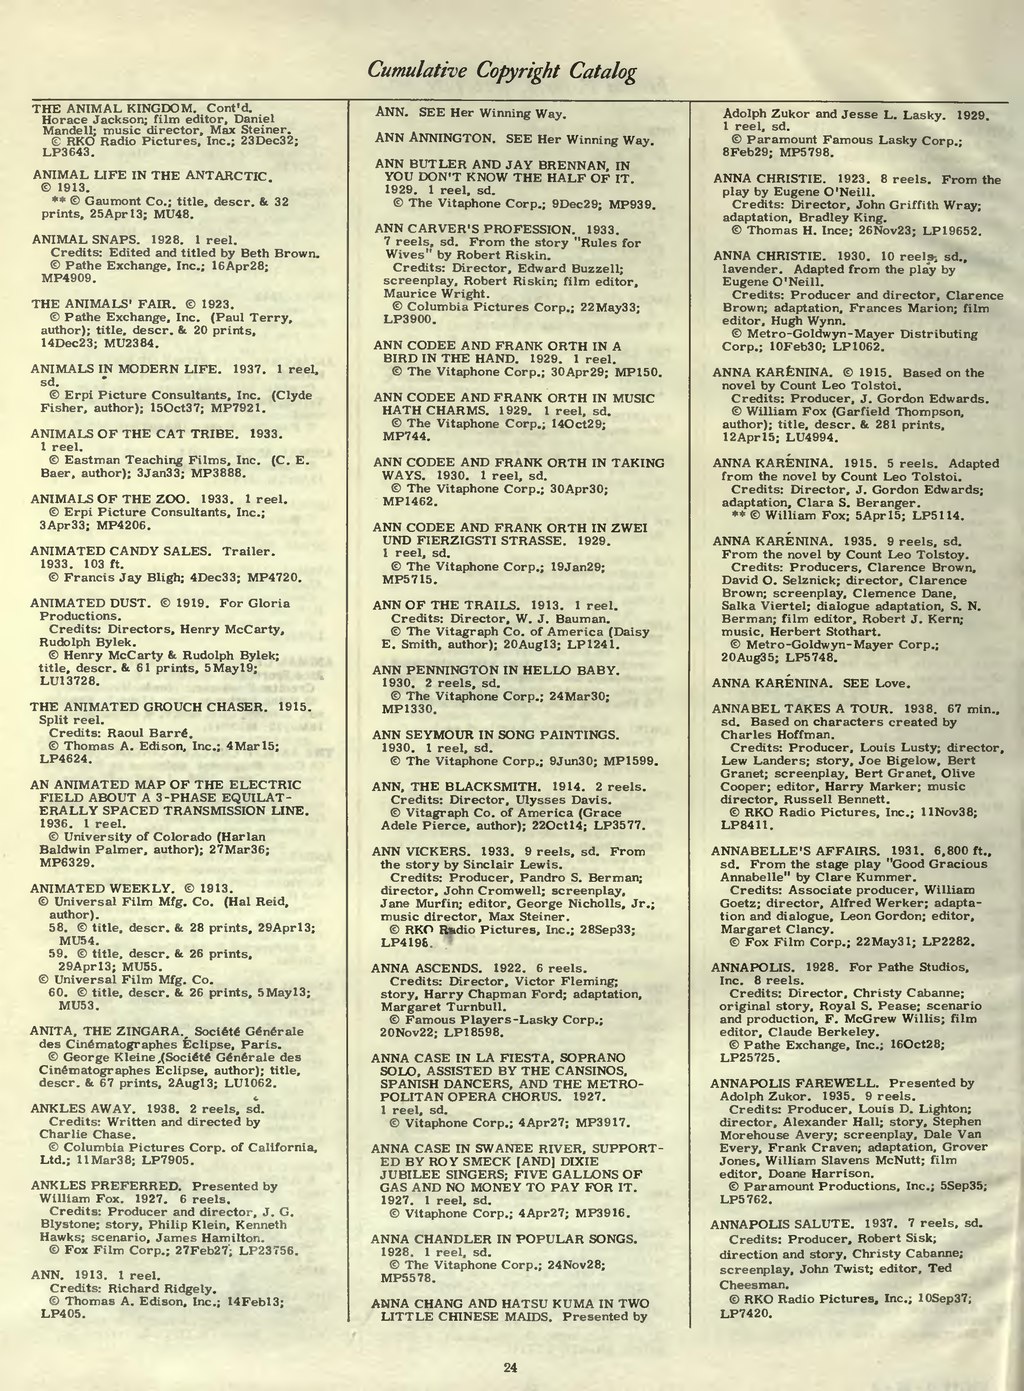 Cumulative Copyright Catalog
THE ANIMAL KINGDOM. Cont'd.
Horace Jackson; film editor, Daniel
Mandell; music director, Max Steiner.
© RKO Radio Pictures, Inc.; 23Dec32;
LP3643.
ANIMAL LIFE IN THE ANTARCTIC.
© 1913.
** © Gaumont Co.; title, descr. & 32
prints, 25Apr13; MU48.
ANIMAL SNAPS. 1928. 1 reel.
Credits: Edited and titled by Beth Brown.
© Pathe Exchange, Inc.; 16Apr28;
MP4909.
THE ANIMALS' FAIR. © 1923.
© Pathe Exchange, Inc. (Paul Terry,
author); title, descr. & 20 prints,
14Dec23; MU2384.
ANIMALS IN MODERN LIFE. 1937. 1 reel,
sd.
© Erpi Picture Consultants, Inc. (Clyde
Fisher, author); 15Oct37; MP7921.
ANIMALS OF THE CAT TRIBE. 1933.
1 reel.
© Eastman Teaching Films, Inc. (C. E.
Baer, author); 3Jan33; MP3888.
ANIMALS OF THE ZOO. 1933. 1 reel.
© Erpi Picture Consultants, Inc.;
3Apr33; MP4206.
ANIMATED CANDY SALES. Trailer.
1933. 103 ft.
© Francis Jay Bligh; 4Dec33; MP4720.
ANIMATED DUST. © 1919. For Gloria
Productions.
Credits: Directors, Henry McCarty,
Rudolph Bylek.
© Henry McCarty & Rudolph Bylek;
title, descr. & 61 prints, 5May19;
LU13728.
THE ANIMATED GROUCH CHASER. 1915.
Split reel.
Credits: Raoul Barré.
© Thomas A. Edison, Inc.; 4Mar15;
LP4624.
AN ANIMATED MAP OF THE ELECTRIC
FIELD ABOUT A 3-PHASE EQUILAT-
ERALLY SPACED TRANSMISSION LINE.
1936. 1 reel.
© University of Colorado (Harlan
Baldwin Palmer, author); 27Mar36;
MP6329.
ANIMATED WEEKLY. © 1913.
© Universal Film Mfg. Co. (Hal Reid,
author).
58. © title, descr. & 28 prints, 29Apr13;
MU54.
59. © title, descr. & 26 prints,
29Apr13; MU55.
© Universal Film Mfg. Co.
60. © title, descr. & 26 prints, 5May13;
MU53.
ANITA, THE ZINGARA. Société Générale
des Cinématographes Éclipse, Paris.
© George Kleine (Société Générale des
Cinématographes Eclipse, author); title,
descr. & 67 prints, 2Aug13; LU1062.
ANKLES AWAY. 1938. 2 reels, sd.
Credits: Written and directed by
Charlie Chase.
© Columbia Pictures Corp. of California,
Ltd.; 11Mar38; LP7905.
ANKLES PREFERRED. Presented by
William Fox. 1927. 6 reels.
Credits: Producer and director, J. G.
Blystone; story, Philip Klein, Kenneth
Hawks; scenario, James Hamilton.
© Fox Film Corp.; 27Feb27; LP23756.
ANN. 1913. 1 reel.
Credits: Richard Ridgely.
© Thomas A. Edison, Inc.; 14Feb13;
LP405.
ANN. SEE Her Winning Way.
ANN ANNINGTON. SEE Her Winning Way.
ANN BUTLER AND JAY BRENNAN, IN
YOU DON'T KNOW THE HALF OF IT.
1929. 1 reel, sd.
© The Vitaphone Corp.; 9Dec29; MP939.
ANN CARVER'S PROFESSION. 1933.
7 reels, sd. From the story "Rules for
Wives" by Robert Riskin.
Credits: Director, Edward Buzzell;
screenplay, Robert Riskin; film editor,
Maurice Wright.
© Columbia Pictures Corp.; 22May33;
LP3900.
ANN CODEE AND FRANK ORTH IN A
BIRD IN THE HAND. 1929. 1 reel.
© The Vitaphone Corp.; 30Apr29; MP150.
ANN CODEE AND FRANK ORTH IN MUSIC
HATH CHARMS. 1929. 1 reel, sd.
© The Vitaphone Corp.; 14Oct29;
MP744.
ANN CODEE AND FRANK ORTH IN TAKING
WAYS. 1930. 1 reel, sd.
© The Vitaphone Corp.; 30Apr30;
MP1462.
ANN CODEE AND FRANK ORTH IN ZWEI
UND FIERZIGSTI STRASSE. 1929.
1 reel, sd.
© The Vitaphone Corp.; 19Jan29;
MP5715.
ANN OF THE TRAILS. 1913. 1 reel.
Credits: Director, W. J. Bauman.
© The Vitagraph Co. of America (Daisy
E. Smith, author); 20Aug13; LP1241.
ANN PENNINGTON IN HELLO BABY.
1930. 2 reels, sd.
© The Vitaphone Corp.; 24Mar30;
MP1330.
ANN SEYMOUR IN SONG PAINTINGS.
1930. 1 reel, sd.
© The Vitaphone Corp.; 9Jun30; MP1599.
ANN, THE BLACKSMITH. 1914. 2 reels.
Credits: Director, Ulysses Davis.
© Vitagraph Co. of America (Grace
Adele Pierce, author); 22Oct14; LP3577.
ANN VICKERS. 1933. 9 reels, sd. From
the story by Sinclair Lewis.
Credits: Producer, Pandro S. Berman;
director, John Cromwell; screenplay,
Jane Murfin; editor, George Nicholls, Jr.;
music director, Max Steiner.
© RKO Radio Pictures, Inc.; 28Sep33;
ANNA ASCENDS. 1922. 6 reels.
Credits: Director, Victor Fleming;
story, Harry Chapman Ford; adaptation,
Margaret Turnbull.
© Famous Players-Lasky Corp.;
20Nov22; LP18598.
ANNA CASE IN LA FIESTA, SOPRANO
SOLO, ASSISTED BY THE CANSINOS,
SPANISH DANCERS, AND THE METRO-
POLITAN OPERA CHORUS. 1927.
1 reel, sd.
© Vitaphone Corp.; 4Apr27; MP3917.
ANNA CASE IN SWANEE RIVER, SUPPORT-
ED BY ROY SMECK [AND] DIXIE
JUBILEE SINGERS; FIVE GALLONS OF
GAS AND NO MONEY TO PAY FOR IT.
1927. 1 reel, sd.
© Vitaphone Corp.; 4Apr27; MP3916.
ANNA CHANDLER IN POPULAR SONGS.
1928. 1 reel, sd.
© The Vitaphone Corp.; 24Nov28;
MP5578.
ANNA CHANG AND HATSU KUMA IN TWO
LITTLE CHINESE MAIDS. Presented by
Adolph Zukor and Jesse L. Lasky. 1929.
1 reel, sd.
© Paramount Famous Lasky Corp.;
8Feb29; MP5798.
ANNA CHRISTIE. 1923. 8 reels. From the
play by Eugene O'Neill.
Credits: Director, John Griffith Wray;
adaptation, Bradley King.
© Thomas H. Ince; 26Nov23; LP19652.
ANNA CHRISTIE. 1930. 10 reels, sd.,
lavender. Adapted from the play by
Eugene O'Neill.
Credits: Producer and director, Clarence
Brown; adaptation, Frances Marion; film
editor, Hugh Wynn.
© Metro-Goldwyn-Mayer Distributing
Corp.; 10Feb30; LP1062.
ANNA KARÉNINA. © 1915. Based on the
novel by Count Leo Tolstoi.
Credits: Producer, J. Gordon Edwards.
© William Fox (Garfield Thompson,
author); title, descr. & 281 prints,
12Apr15; LU4994.
ANNA KARÉNINA. 1915. 5 reels. Adapted
from the novel by Count Leo Tolstoi.
Credits: Director, J. Gordon Edwards;
adaptation, Clara S. Beranger.
** © William Fox; 5Apr15; LP5114.
ANNA KARÉNINA. 1935. 9 reels, sd.
From the novel by Count Leo Tolstoy.
Credits: Producers, Clarence Brown,
David O. Selznick; director, Clarence
Brown; screenplay, Clemence Dane,
Salka Viertel; dialogue adaptation, S. N.
Berman; film editor, Robert J. Kern;
music, Herbert Stothart.
© Metro-Goldwyn-Mayer Corp.;
20Aug35; LP5748.
ANNA KARÉNINA. SEE Love.
ANNABEL TAKES A TOUR. 1938. 67 min.,
sd. Based on characters created by
Charles Hoffman.
Credits: Producer, Louis Lusty; director,
Lew Landers; story, Joe Bigelow, Bert
Granet; screenplay, Bert Granet, Olive
Cooper; editor, Harry Marker; music
director, Russell Bennett.
© RKO Radio Pictures, Inc.; 11Nov38;
LP8411.
ANNABELLE'S AFFAIRS. 1931. 6,800 ft.,
sd. From the stage play "Good Gracious
Annabelle" by Clare Kummer.
Credits: Associate producer, William
Goetz; director, Alfred Werker; adapta-
tion and dialogue, Leon Gordon; editor,
Margaret Clancy.
© Fox Film Corp.; 22May31; LP2282.
ANNAPOLIS. 1928. For Pathe Studios,
Inc. 8 reels.
Credits: Director, Christy Cabanne;
original story, Royal S. Pease; scenario
and production, F. McGrew Willis; film
editor, Claude Berkeley.
© Pathe Exchange, Inc.; 16Oct28;
LP25725.
ANNAPOLIS FAREWELL. Presented by
Adolph Zukor. 1935. 9 reels.
Credits: Producer, Louis D. Lighton;
director, Alexander Hall; story, Stephen
Morehouse Avery; screenplay, Dale Van
Every, Frank Craven; adaptation, Grover
Jones, William Slavens McNutt; film
editor, Doane Harrison.
© Paramount Productions, Inc.; 5Sep35;
LP5762.
ANNAPOLIS SALUTE. 1937. 7 reels, sd.
Credits: Producer, Robert Sisk;
direction and story, Christy Cabanne;
screenplay, John Twist; editor, Ted
Cheesman.
© RKO Radio Pictures, Inc.; 10Sep37;
LP7420.
24